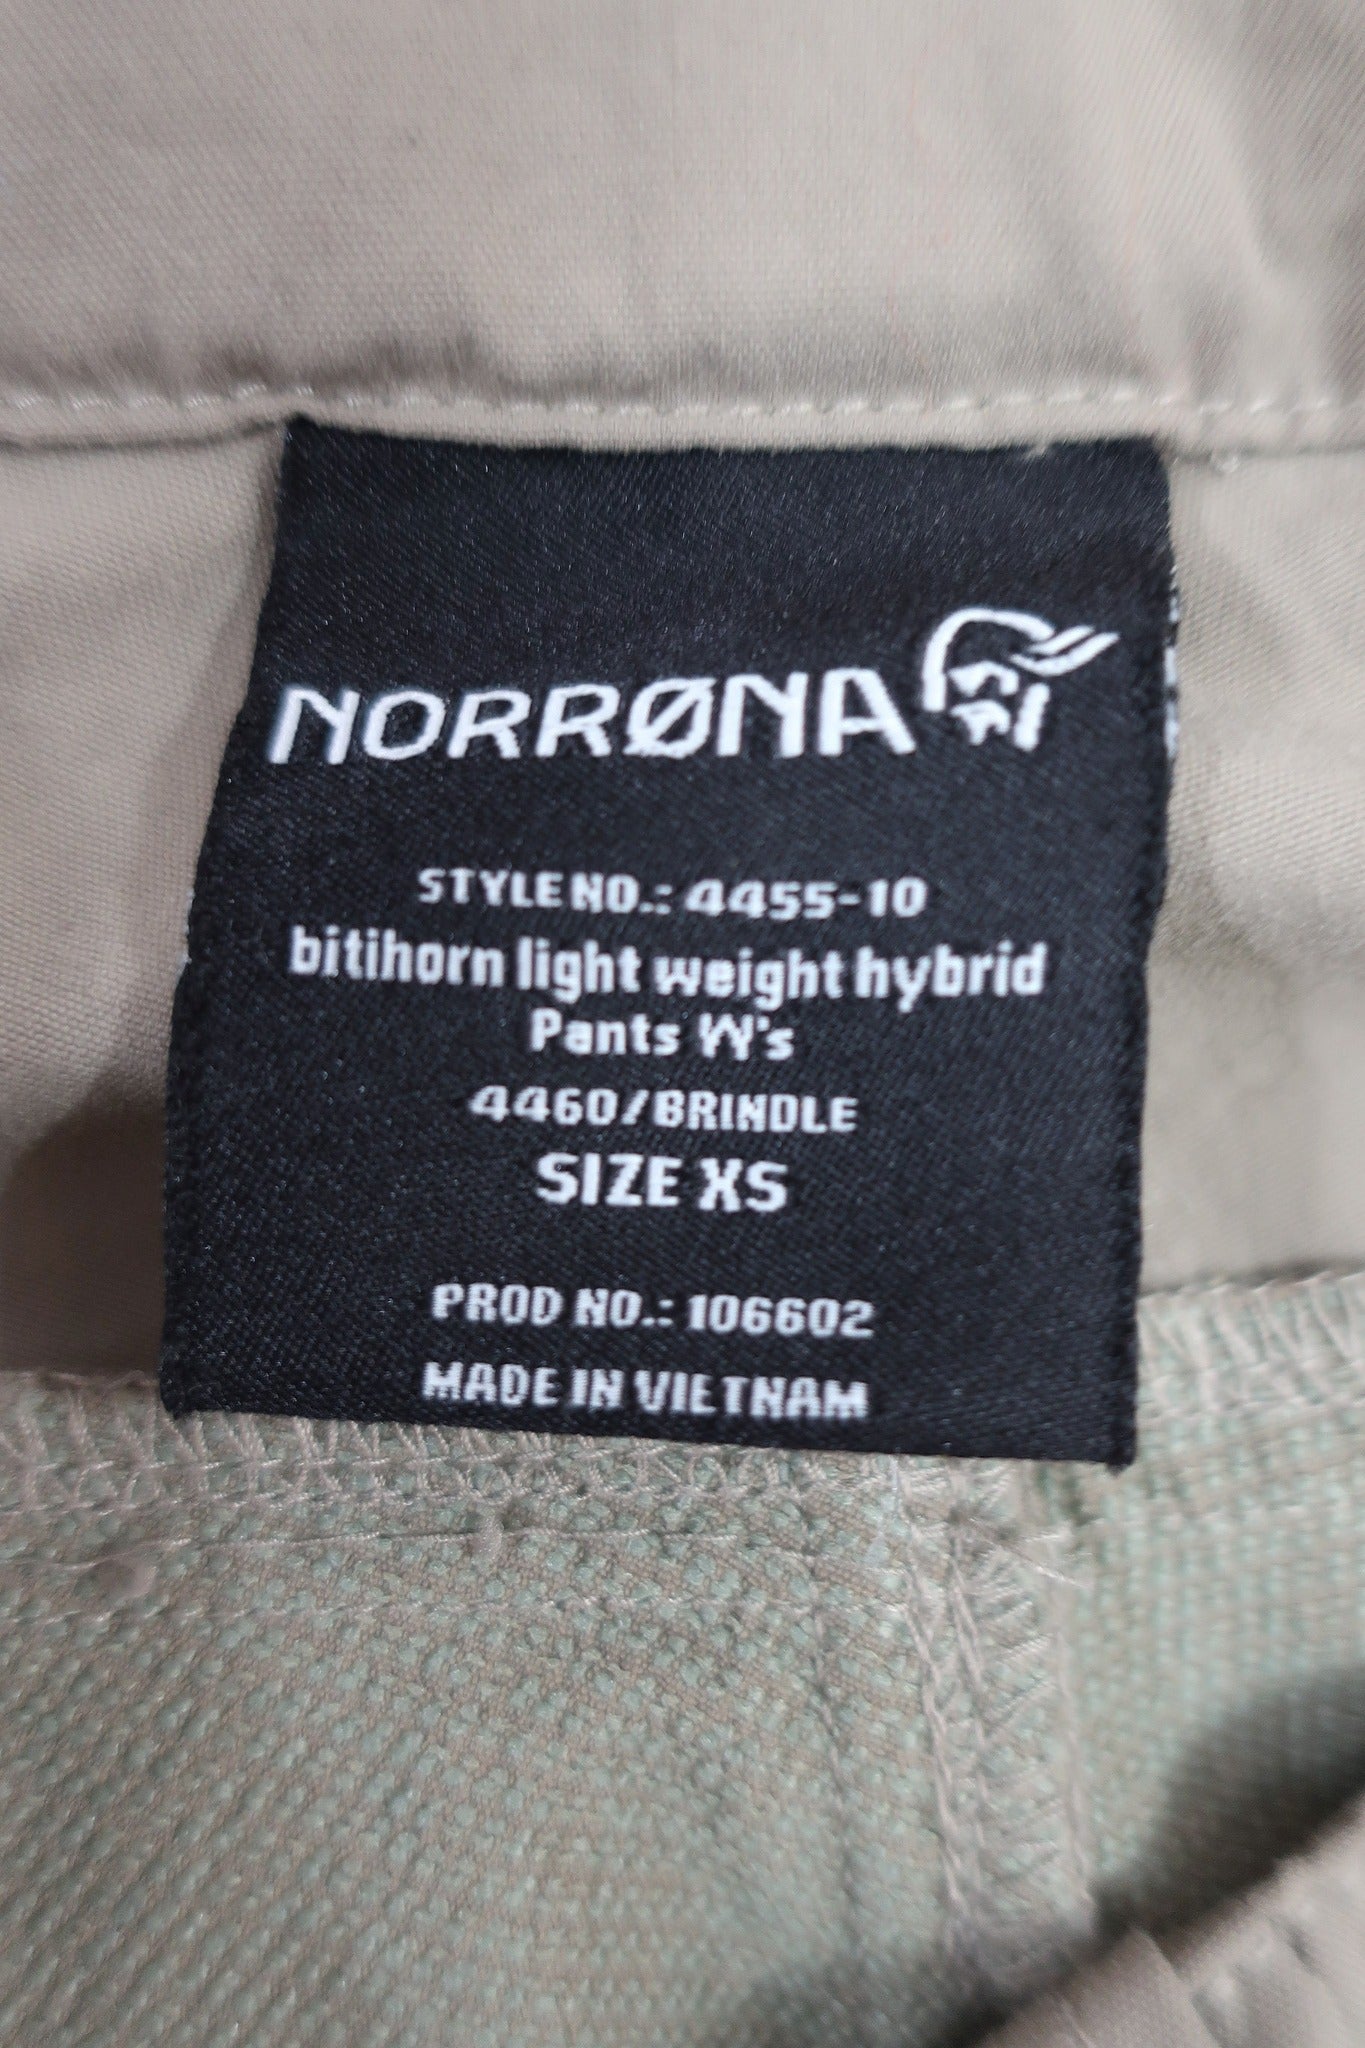 NORRØNA
STYLE NO.: 4455-10
bitihorn light weight hybrid
Pants W's
4460/BRINDLE
SIZE XS
PROD NO.: 106602
MADE IN VIETNAM